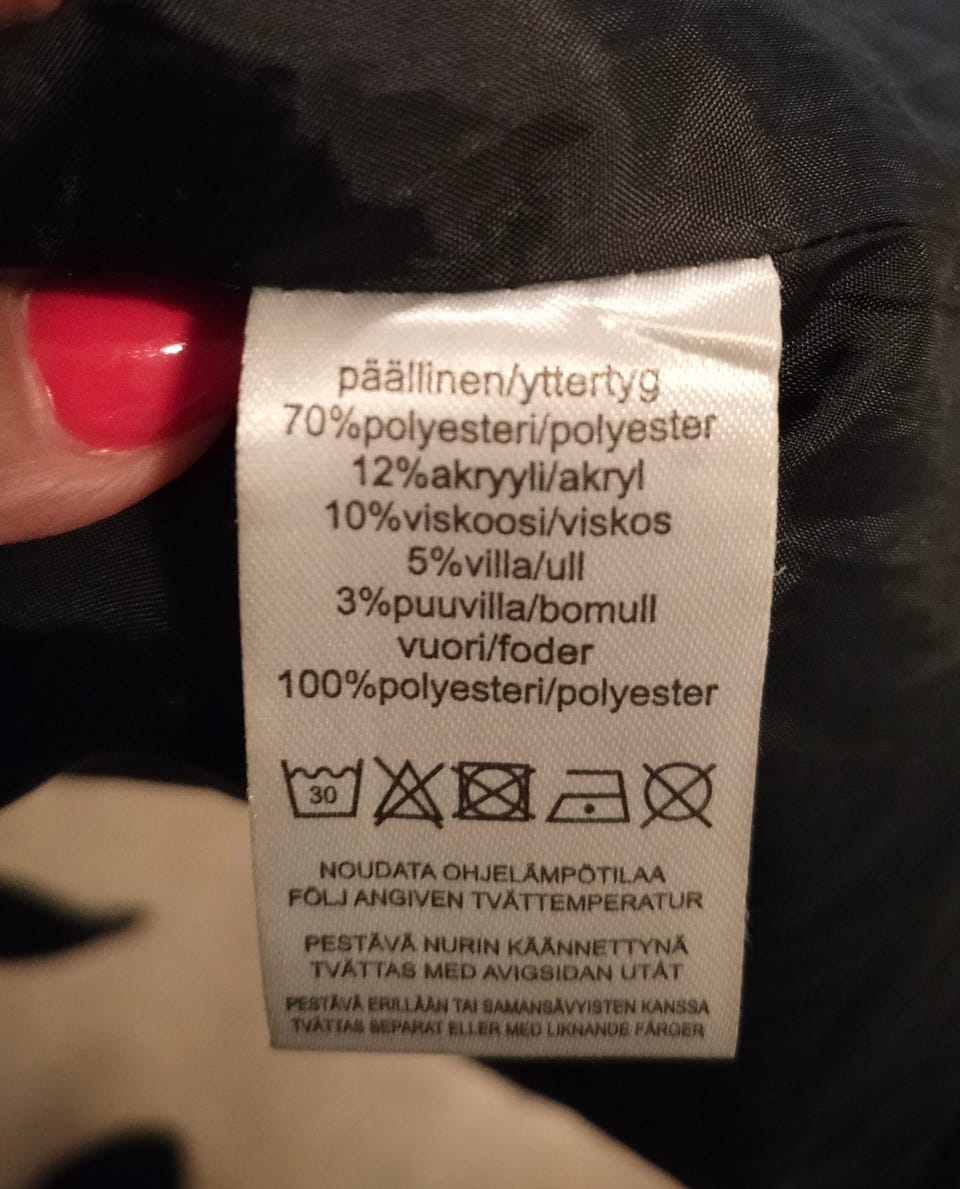 päällinen/yttertyg
70%polyesteri/polyester
12%akryyli/akryl
10%viskoosi/viskos
5%villa/ull
3%puuvilla/bomull
vuori/foder
100%polyesteri/polyester
30
NOUDATA OHJELÄMPÖTILAA
FÖLJ ANGIVEN TVÄTTEMPERATUR
PESTÄVÄ NURIN KÄÄNNETTYNÄ
TVÄTTAS MED AVIGSIDAN UTÅT
PESTÄVÄ ERILLÄÄN TAI SAMANSÄVYISTEN KANSSA
TVÄTTAS SEPARAT ELLER MED LIKNANDE FÄRGER